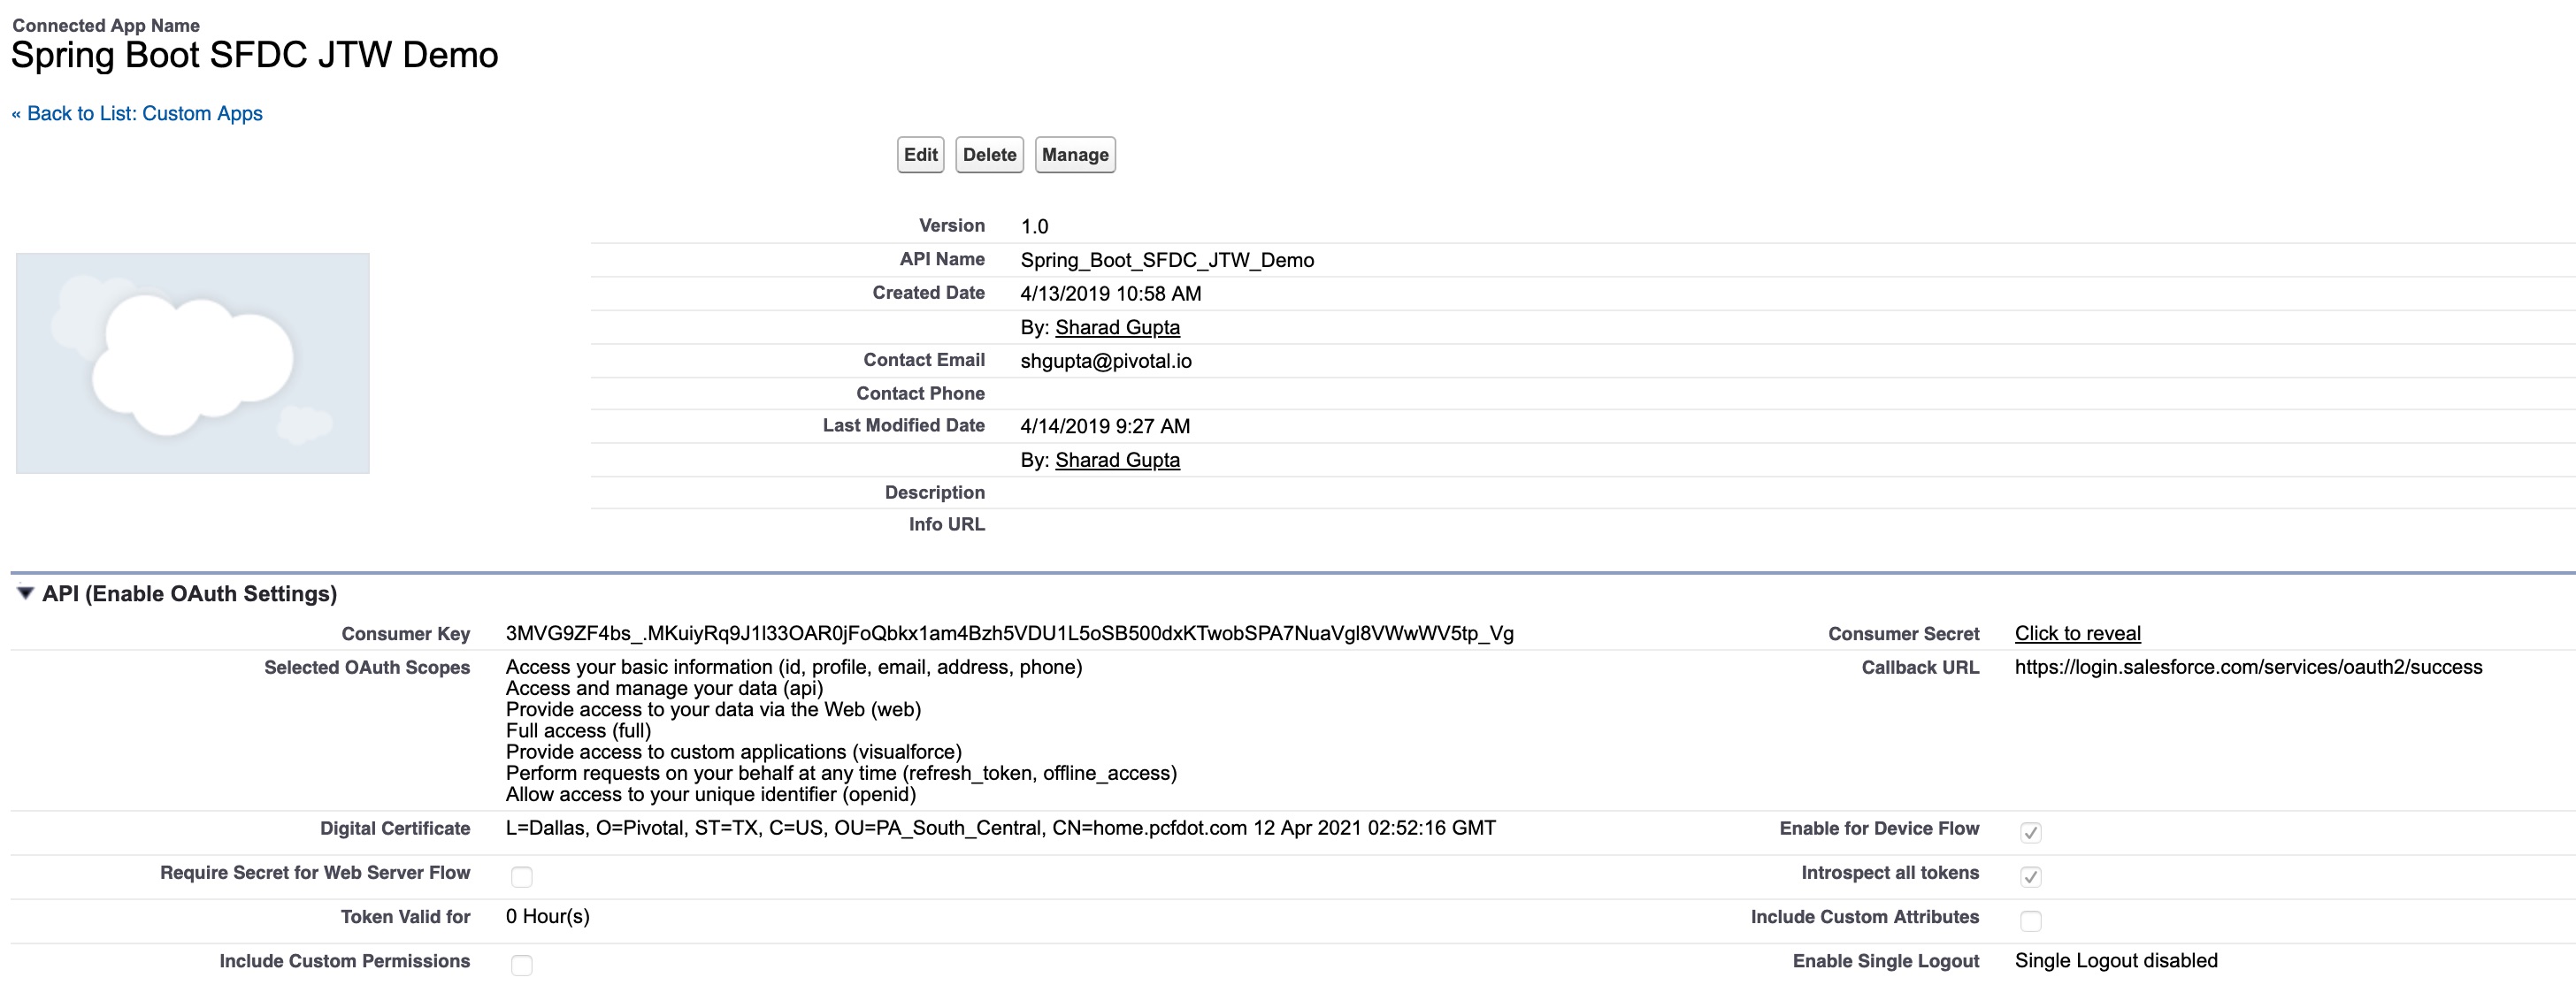 Connected App Name
Spring Boot SFDC JTW Demo
« Back to List: Custom Apps
Edit Delete Manage
Version 1.0
API Name Spring_Boot_SFDC_JTW_Demo
Created Date 4/13/2019 10:58 AM
By: Sharad Gupta
Contact Email shgupta@pivotal.io
Contact Phone
Last Modified Date 4/14/2019 9:27 AM
By: Sharad Gupta
Description
Info URL
API (Enable OAuth Settings)
Consumer Key 3MVG9ZF4bs_.MKuiyRq9J1l33OAR0jFoQbkx1am4Bzh5VDU1L5oSB500dxKTwobSPA7NuaVgl8VWwWV5tp_Vg Consumer Secret Click to reveal
Selected OAuth Scopes Access your basic information (id, profile, email, address, phone) Callback URL https://login.salesforce.com/services/oauth2/success
Access and manage your data (api)
Provide access to your data via the Web (web)
Full access (full)
Provide access to custom applications (visualforce)
Perform requests on your behalf at any time (refresh_token, offline_access)
Allow access to your unique identifier (openid)
Digital Certificate L=Dallas, O=Pivotal, ST=TX, C=US, OU=PA_South_Central, CN=home.pcfdot.com 12 Apr 2021 02:52:16 GMT Enable for Device Flow
Require Secret for Web Server Flow Introspect all tokens
Token Valid for 0 Hour(s) Include Custom Attributes
Include Custom Permissions Enable Single Logout Single Logout disabled